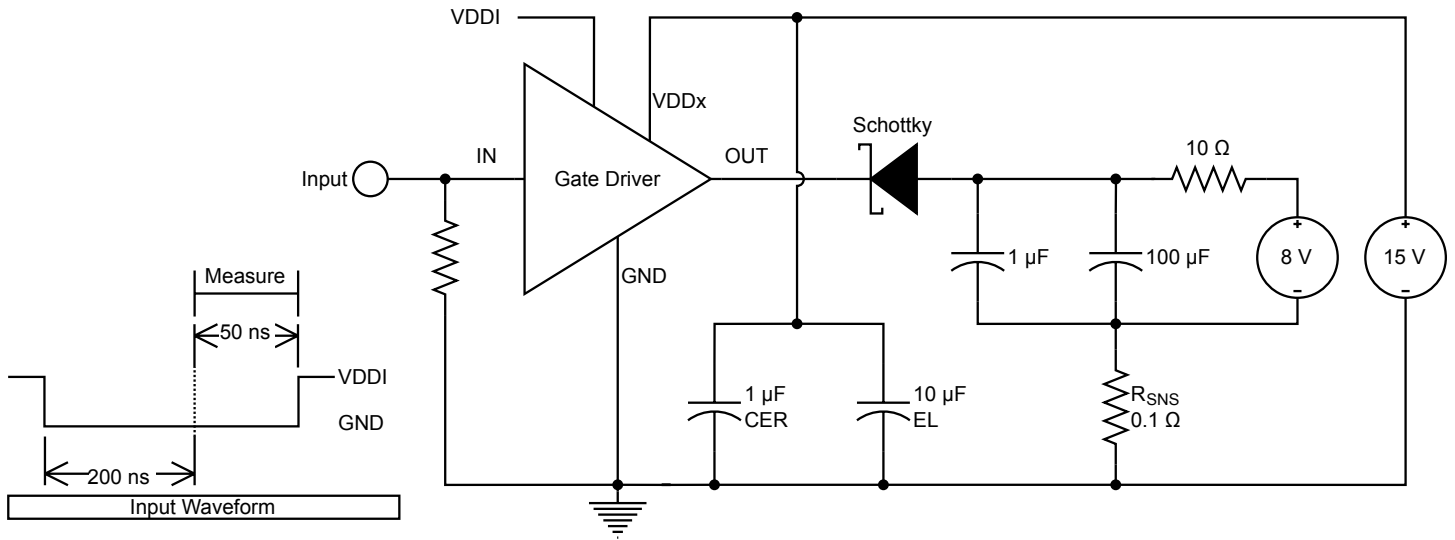 VDDI
VDDx
Schottky
IN
OUT
10 Ω
Input
Gate Driver
+
+
1 µF
100 µF
8 V
15 V
Measure
GND
-
-
50 ns
VDDI
1 µF
CER
10 µF
EL
RSNS
0.1 Ω
GND
200 ns
Input Waveform